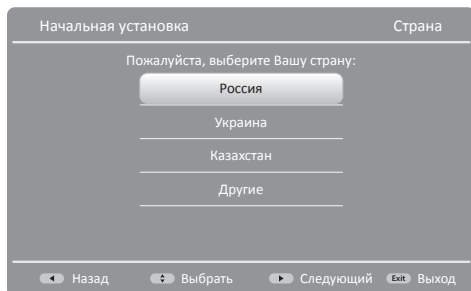 Начальная установка Страна
Пожалуйста, выберите Вашу страну:
Россия
Украина
Казахстан
Другие
Назад Выбрать Следующий Exit Выход